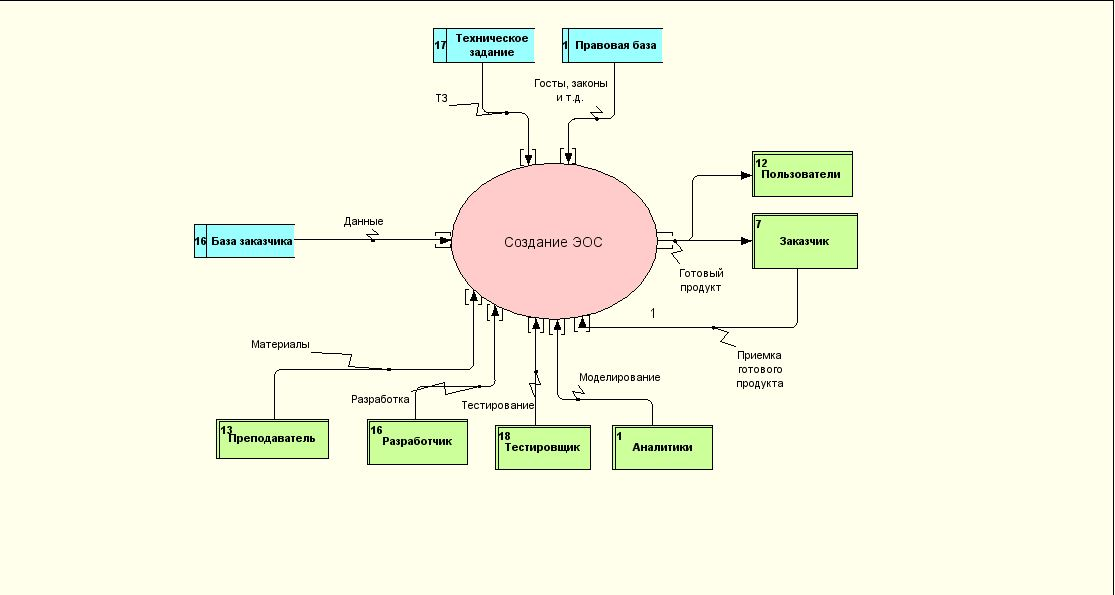 17
Техническое
задание
1
Правовая база
Госты, законы
и т.д.
ТЗ
12
Пользователи
7
Заказчик
16
База заказчика
Данные
Создание ЭОС
Готовый
продукт
1
Приемка
готового
продукта
Материалы
Моделирование
Разработка
Тестирование
13
Преподаватель
16
Разработчик
18
Тестировщик
1
Аналитики